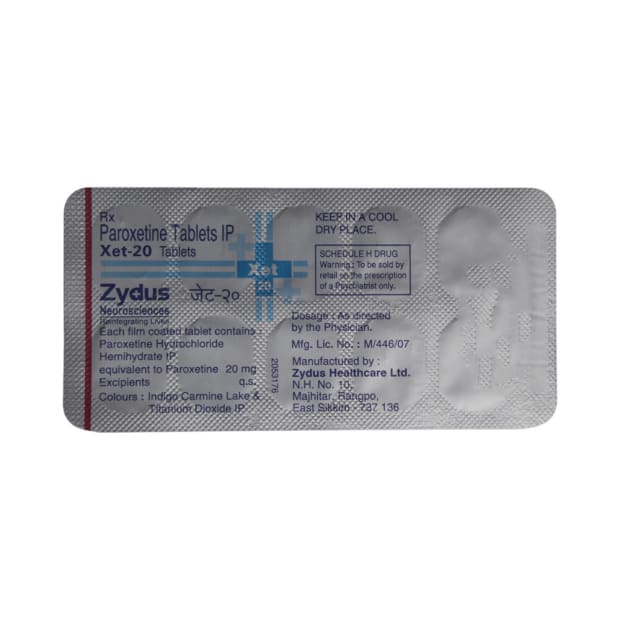 Rx
Paroxetine Tablets IP
Xet-20 Tablets
Zydus जेट-२०
Neurosciences
Reintegrating Lives
Each film coated tablet contains :
Paroxetine Hydrochloride
Hemihydrate IP
equivalent to Paroxetine 20 mg
Excipients q.s.
Colours : Indigo Carmine Lake &
Titanium Dioxide IP
Xet
20
2053176
KEEP IN A COOL
DRY PLACE.
SCHEDULE H DRUG
Warning : To be sold by
retail on the prescription
of a Psychiatrist only.
Dosage : As directed
by the Physician.
Mfg. Lic. No. : M/446/07
Manufactured by :
Zydus Healthcare Ltd.
N.H. No. 10,
Majhitar, Rangpo,
East Sikkim - 737 136